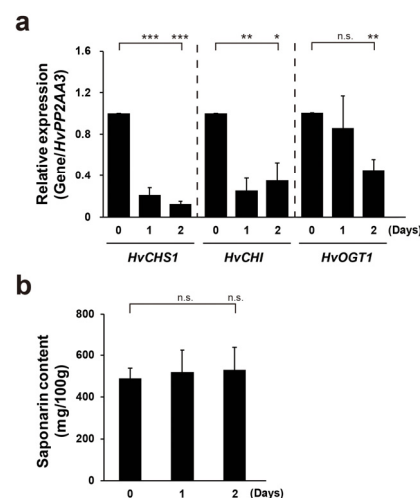 a
*** *** ** * n.s. **
Relative expression
(Gene/HvPP2AA3)
1.6
1.2
0.8
0.4
0
0 1 2 0 1 2 0 1 2 (Days)
HvCHS1 HvCHI HvOGT1
b
n.s. n.s.
Saponarin content
(mg/100g)
800
600
400
200
0
0 1 2 (Days)